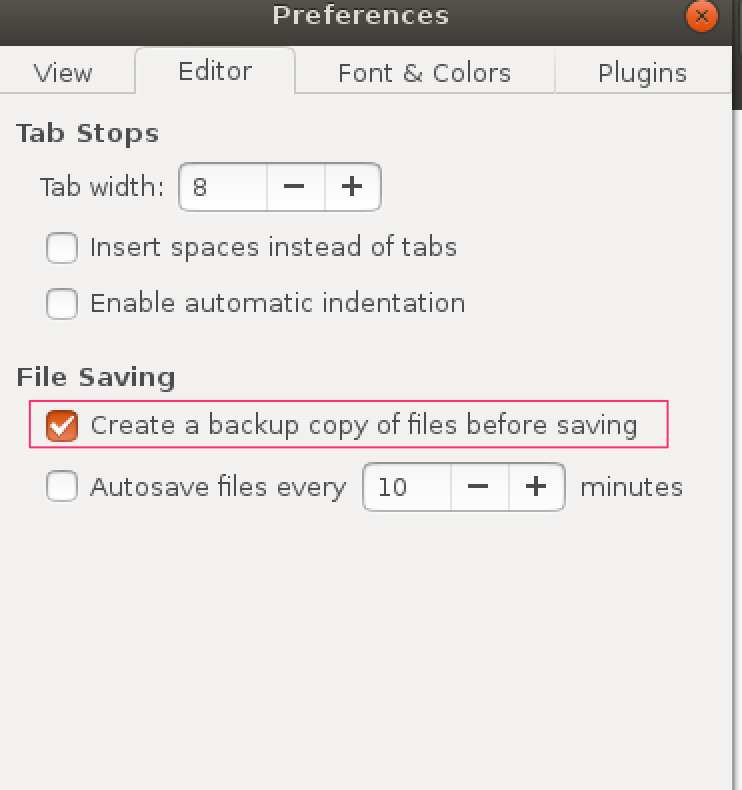 Preferences
View Editor Font & Colors Plugins
Tab Stops
Tab width: 8
Insert spaces instead of tabs
Enable automatic indentation
File Saving
Create a backup copy of files before saving
Autosave files every 10 minutes